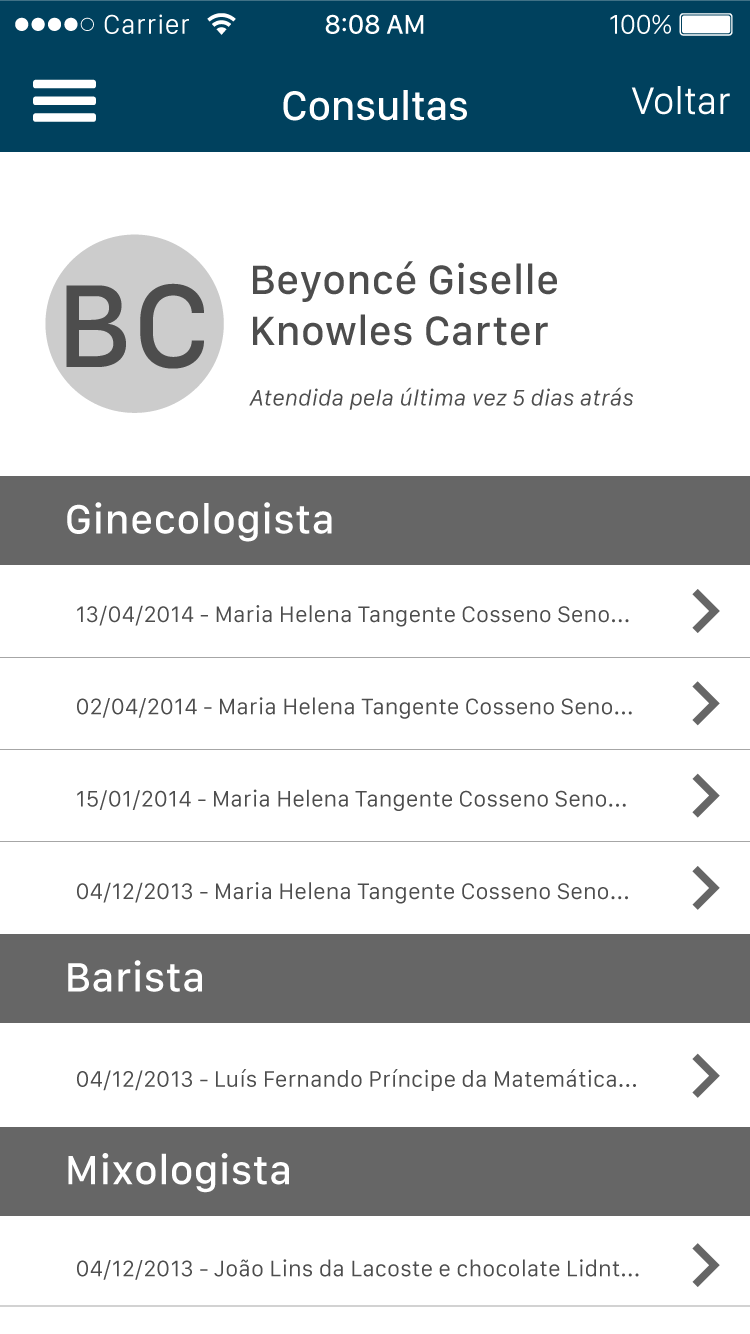 Carrier 8:08 AM 100%
Consultas Voltar
BC
Beyoncé Giselle
Knowles Carter
Atendida pela última vez 5 dias atrás
Ginecologista
13/04/2014 - Maria Helena Tangente Cosseno Seno...
02/04/2014 - Maria Helena Tangente Cosseno Seno...
15/01/2014 - Maria Helena Tangente Cosseno Seno...
04/12/2013 - Maria Helena Tangente Cosseno Seno...
Barista
04/12/2013 - Luís Fernando Príncipe da Matemática...
Mixologista
04/12/2013 - João Lins da Lacoste e chocolate Lidnt...